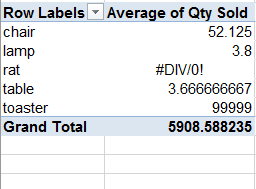 Row Labels Average of Qty Sold
chair 52.125
lamp 3.8
rat #DIV/0!
table 3.666666667
toaster 99999
Grand Total 5908.588235